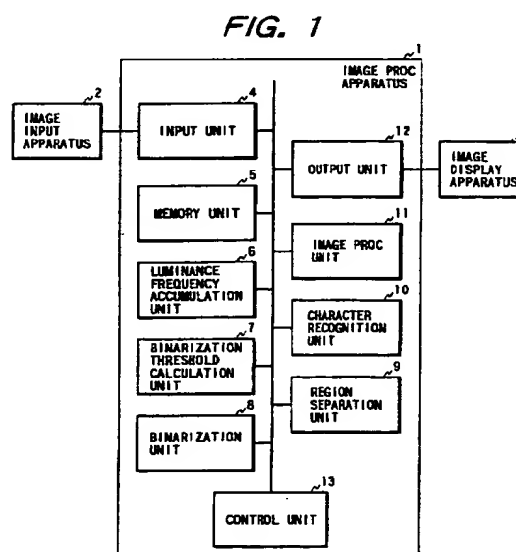 FIG. 1
1
IMAGE PROC
APPARATUS
2
IMAGE
INPUT
APPARATUS
4
INPUT UNIT
12
OUTPUT UNIT
IMAGE
DISPLAY
APPARATUS
5
MEMORY UNIT
11
IMAGE PROC
UNIT
6
LUMINANCE
FREQUENCY
ACCUMULATION
UNIT
10
CHARACTER
RECOGNITION
UNIT
7
BINARIZATION
THRESHOLD
CALCULATION
UNIT
9
REGION
SEPARATION
UNIT
8
BINARIZATION
UNIT
13
CONTROL UNIT